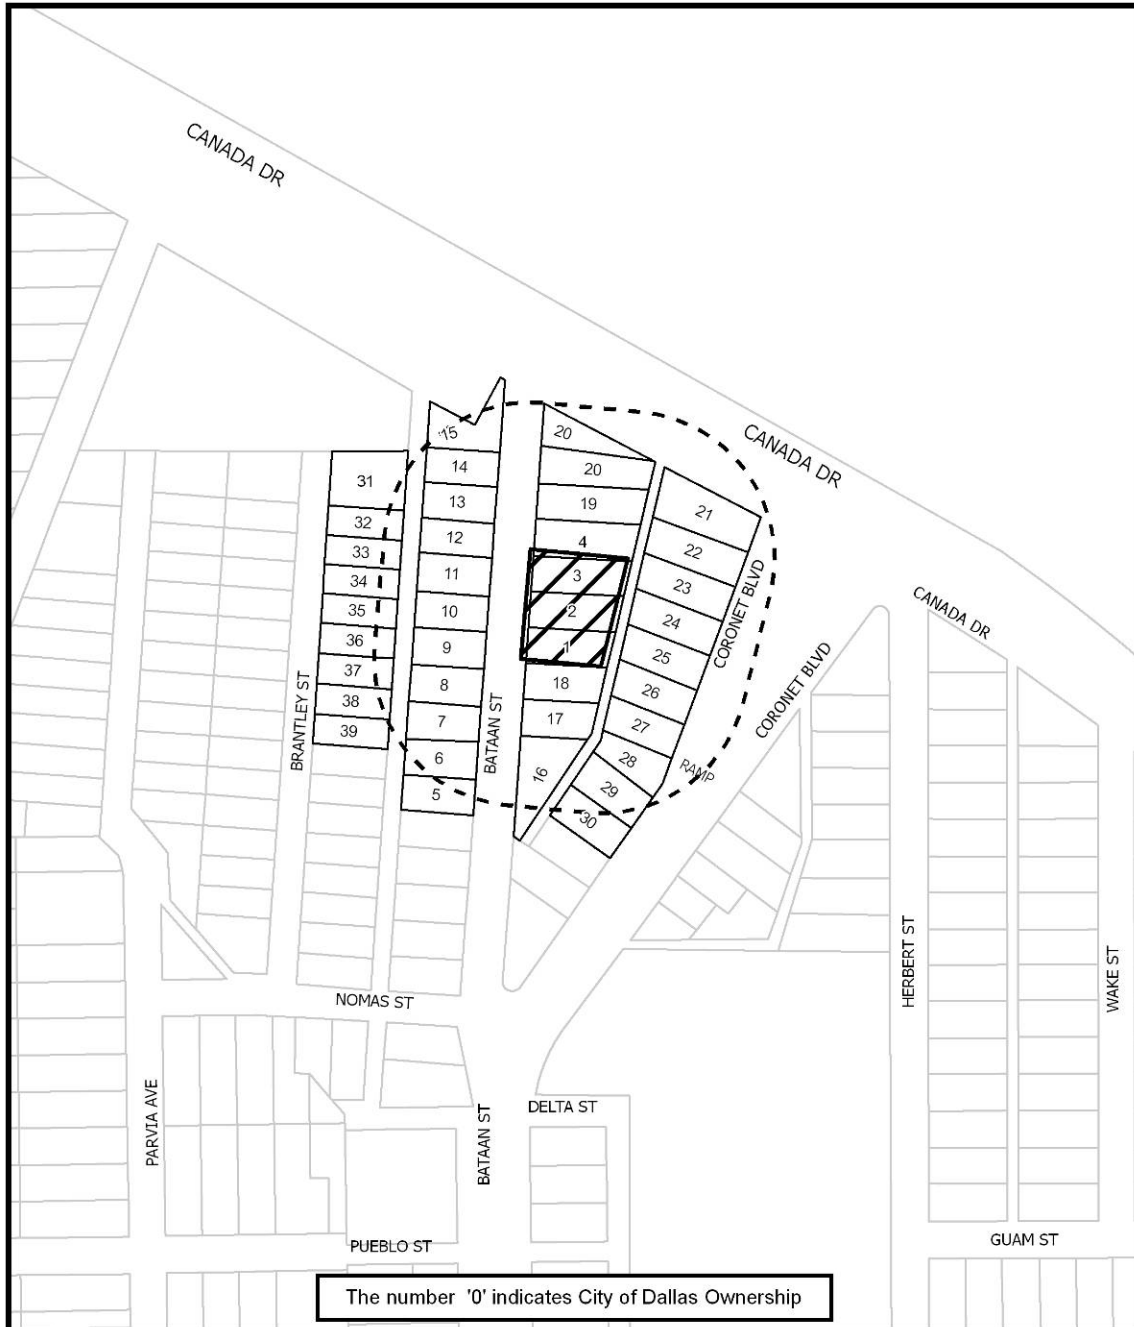 CANADA DR
CANADA DR
CANADA DR
20
15
14
20
31
13
19
21
32
12
4
22
33
11
3
23
34
10
2
24
35
9
1
25
36
8
18
26
37
7
17
27
38
6
16
28
39
5
29
30
CORONET BLVD
CORONET BLVD
RAMP
BRANTLEY ST
BATAAN ST
HERBERT ST
WAKE ST
NOMAS ST
PARVIA AVE
BATAAN ST
DELTA ST
PUEBLO ST
GUAM ST
The number '0' indicates City of Dallas Ownership